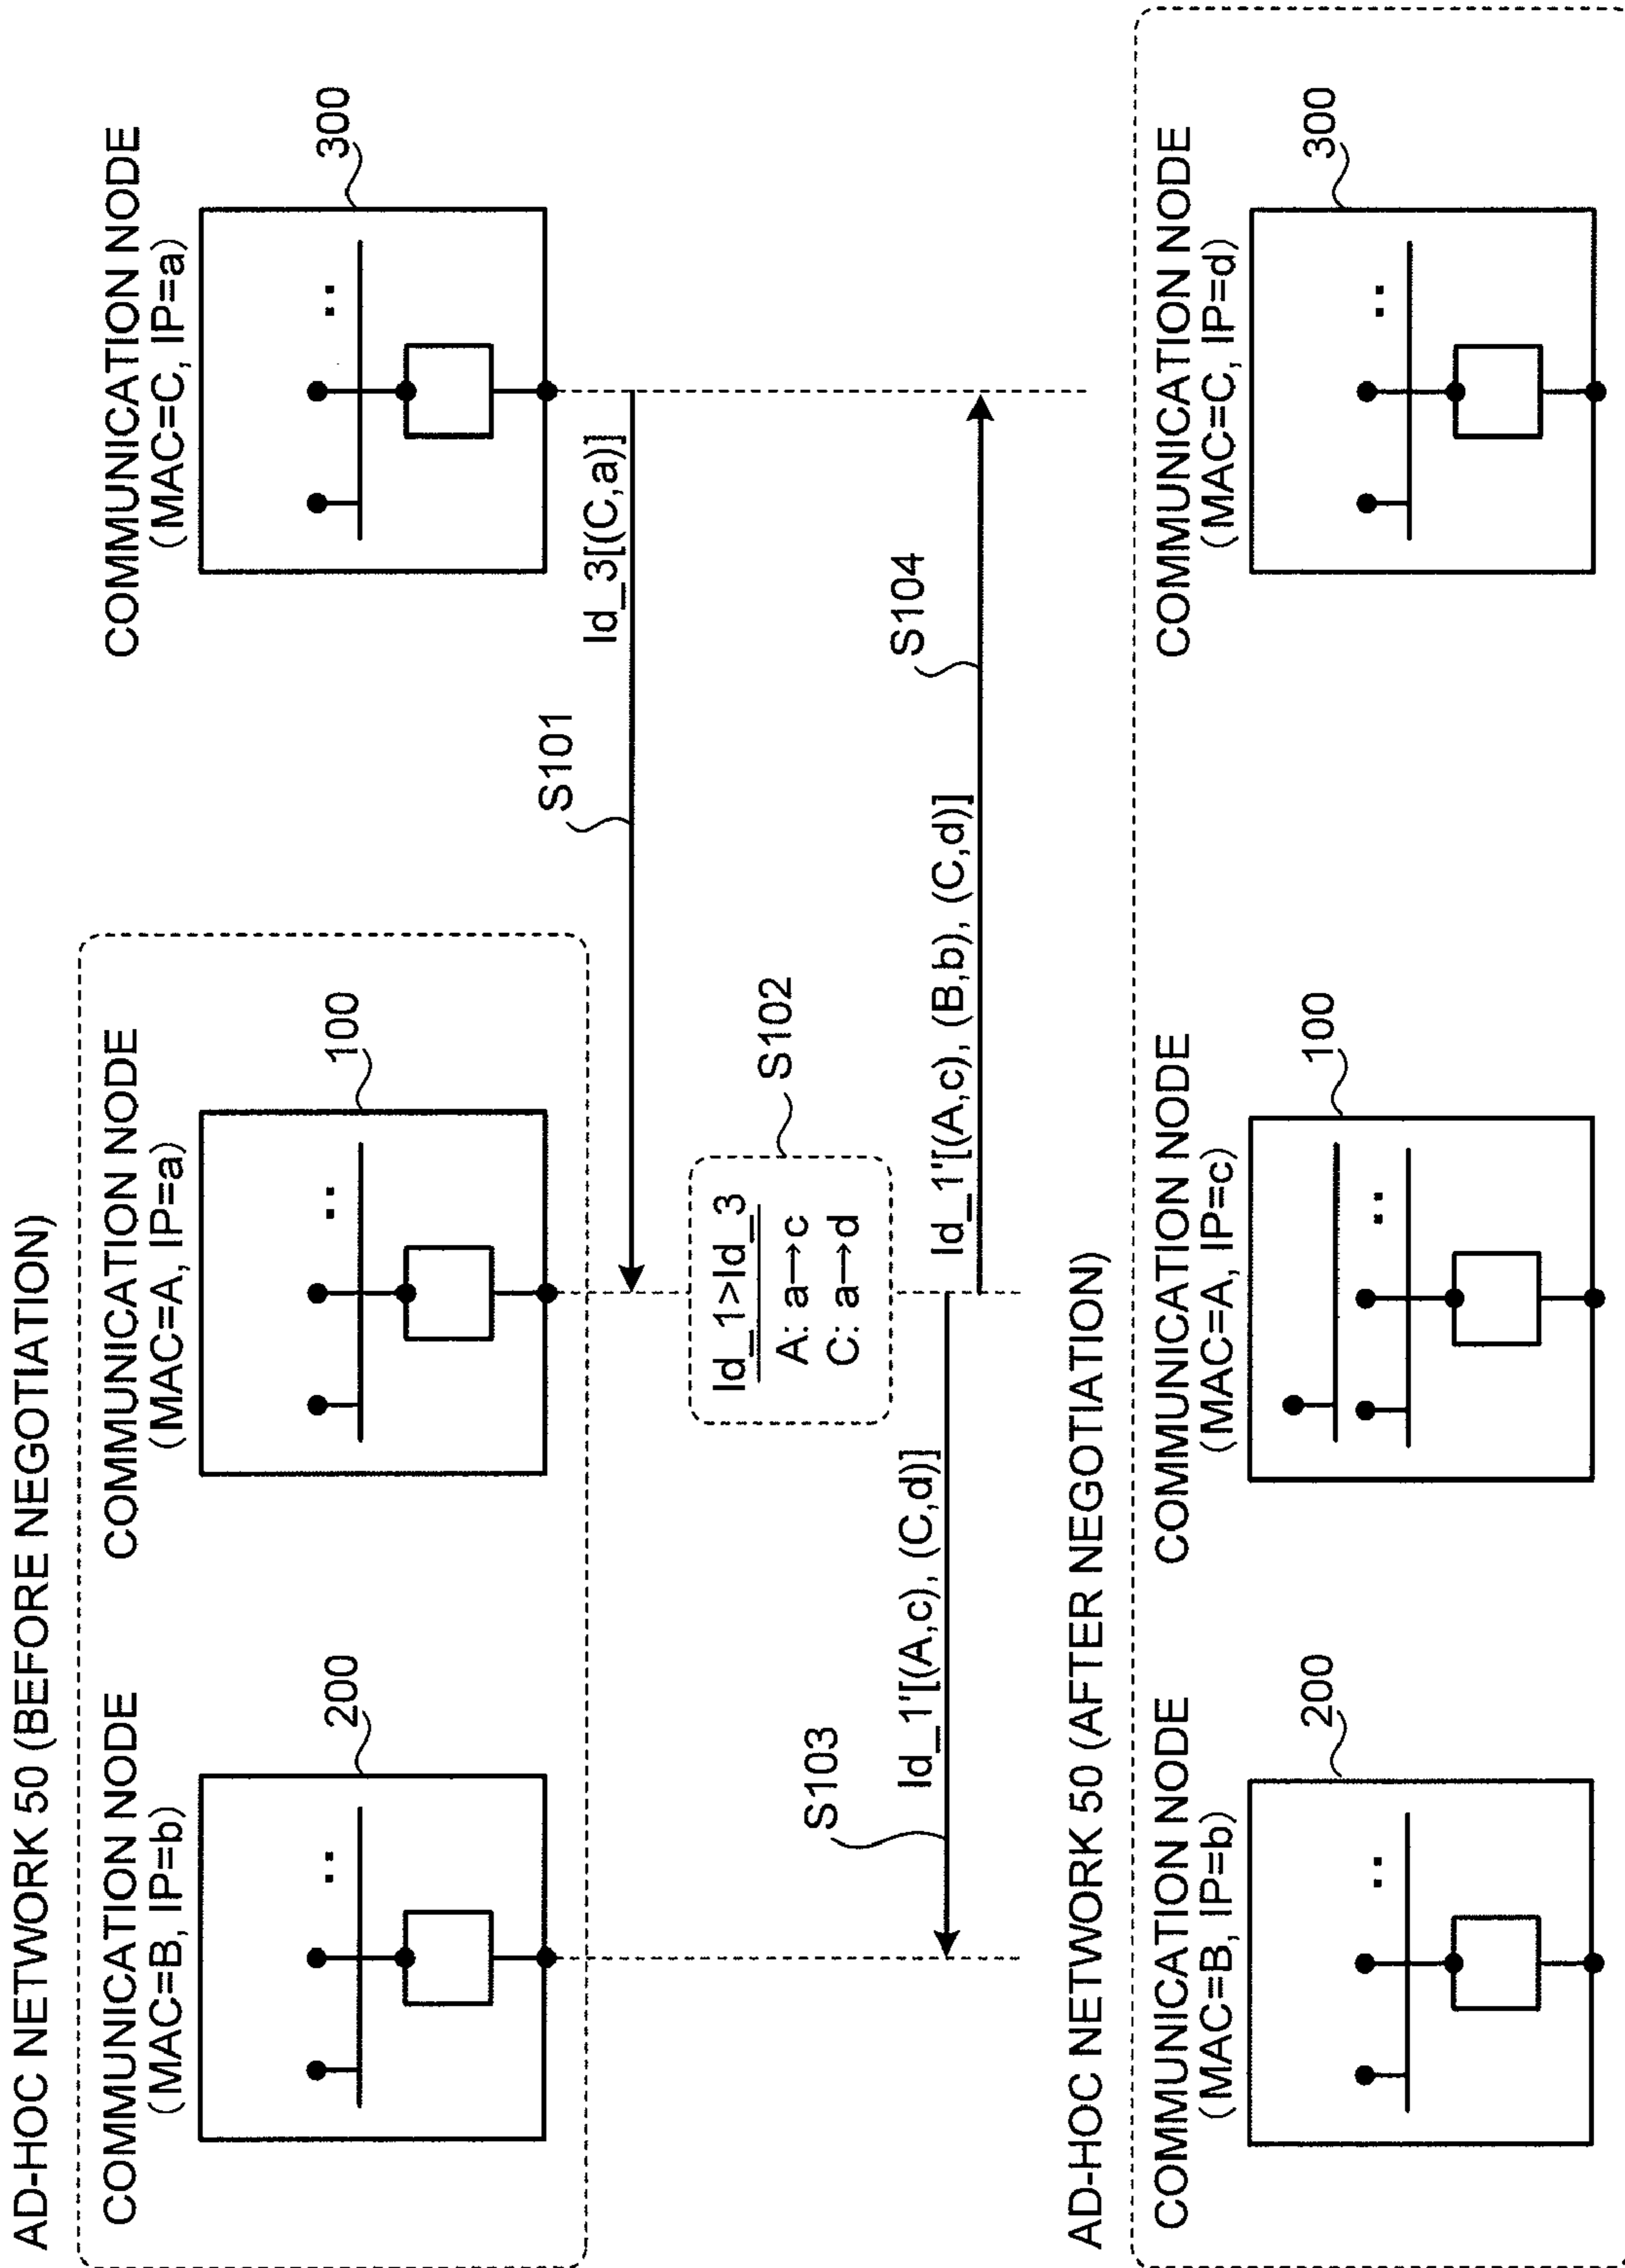 AD-HOC NETWORK 50 (BEFORE NEGOTIATION)
COMMUNICATION NODE
(MAC=B, IP=b)
200
COMMUNICATION NODE
(MAC=A, IP=a)
100
COMMUNICATION NODE
(MAC=C, IP=a)
300
S101
Id_3[(C,a)]
S102
Id_1>Id_3
A: a→c
C: a→d
S103
Id_1'[(A,c), (C,d)]
S104
Id_1'[(A,c), (B,b), (C,d)]
AD-HOC NETWORK 50 (AFTER NEGOTIATION)
COMMUNICATION NODE
(MAC=B, IP=b)
200
COMMUNICATION NODE
(MAC=A, IP=c)
100
COMMUNICATION NODE
(MAC=C, IP=d)
300